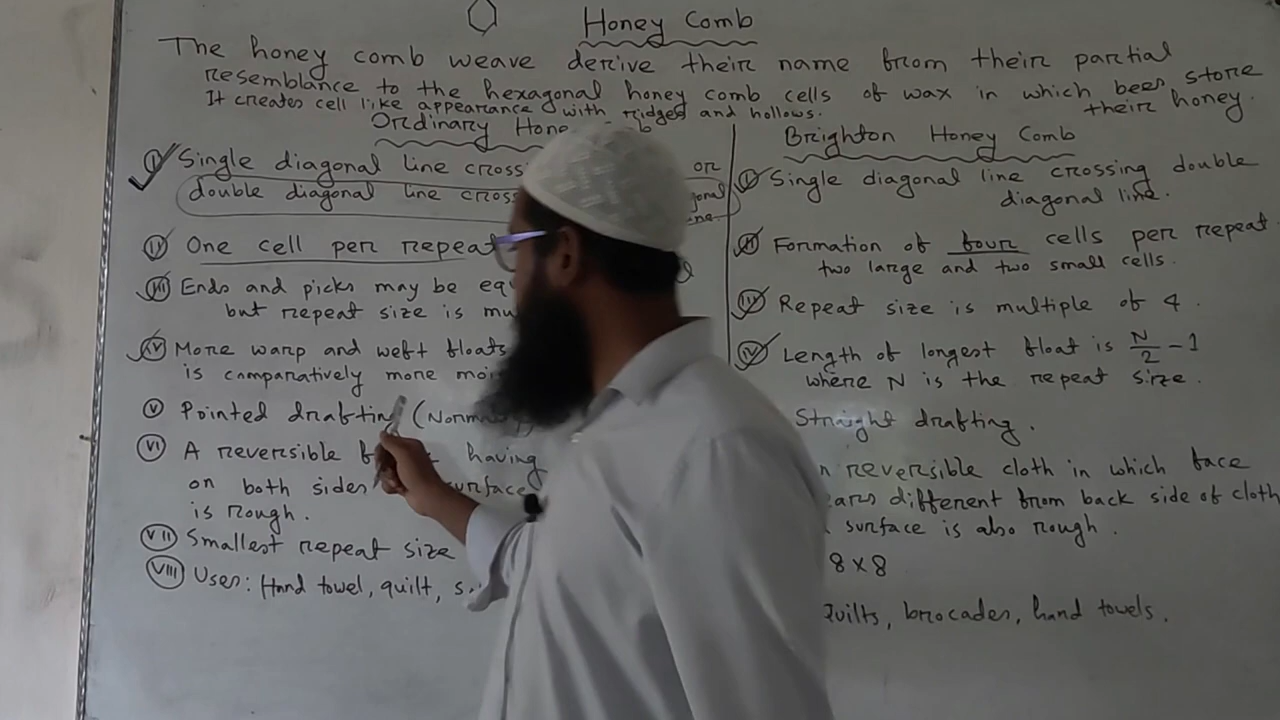 Honey Comb
The honey comb weave derive their name from their partial
resemblance to the hexagonal honey comb cells of wax in which bees store
their honey.
It creates cell like appearance with ridged and hollows.
Ordinary
I Single diagonal line
or
double diagonal line
II One cell per repeat
III Ends and picks may be
but repeat size is
IV More warp and weft floats
is comparatively more
V Pointed drafting
VI A reversible having
on both sides surface
is rough.
VII Smallest repeat size
VIII Uses: Hand towel, quilt,
Brighton Honey Comb
I Single diagonal line crossing double
diagonal line.
II Formation of four cells per repeat
two large and two small cells.
III Repeat size is multiple of 4.
IV Length of longest float is N/2 - 1
where N is the repeat size.
Straight drafting.
reversible cloth in which face
different from back side of cloth
surface is also rough.
8 x 8
Quilts, brocades, hand towels.